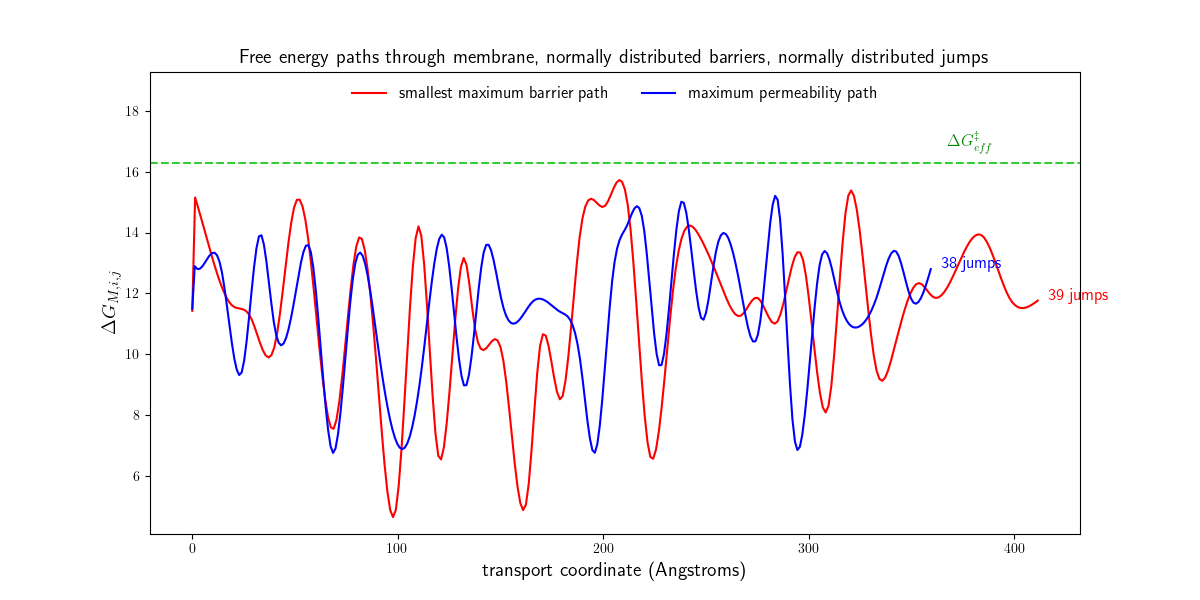 Free energy paths through membrane, normally distributed barriers, normally distributed jumps
smallest maximum barrier path
maximum permeability path
18
16
14
12
10
8
6
ΔG‡eff
38 jumps
39 jumps
ΔGM,i,j
0
100
200
300
400
transport coordinate (Angstroms)